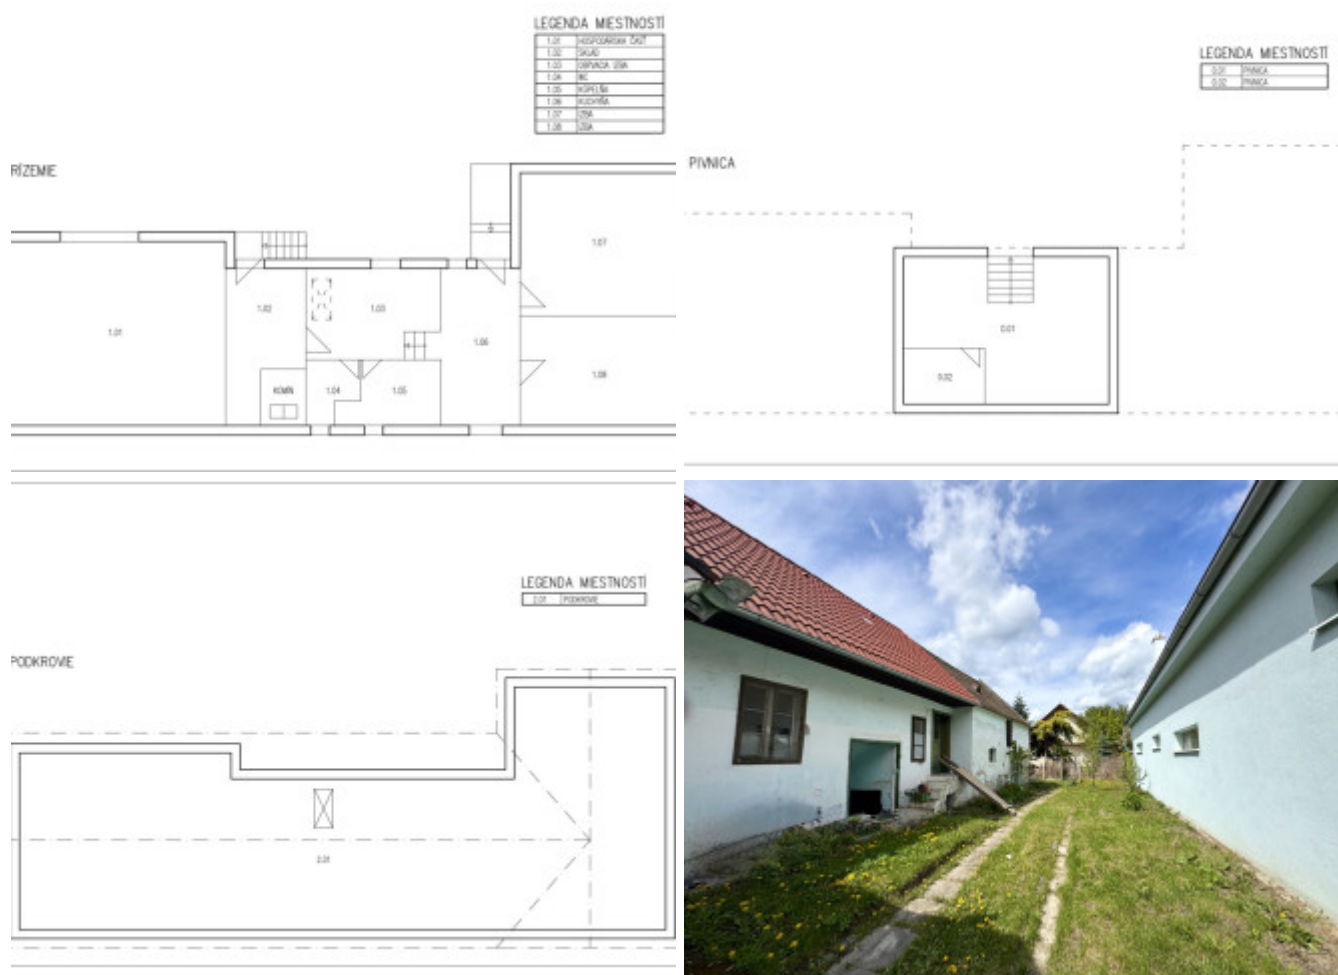 LEGENDA MIESTNOSTÍ
1.01 HOSPODÁRSKA ČASŤ
1.02 SKLAD
1.03 OBÝVACIA IZBA
1.04 WC
1.05 KÚPEĽŇA
1.06 KUCHYŇA
1.07 IZBA
1.08 IZBA
RÍZEMIE
1.07
1.02
1.03
1.01
1.06
1.08
KOMÍN
1.04
1.05
LEGENDA MIESTNOSTÍ
0.01 PIVNICA
0.02 PIVNICA
PIVNICA
0.01
0.02
LEGENDA MIESTNOSTÍ
2.01 PODKROVIE
PODKROVIE
2.01